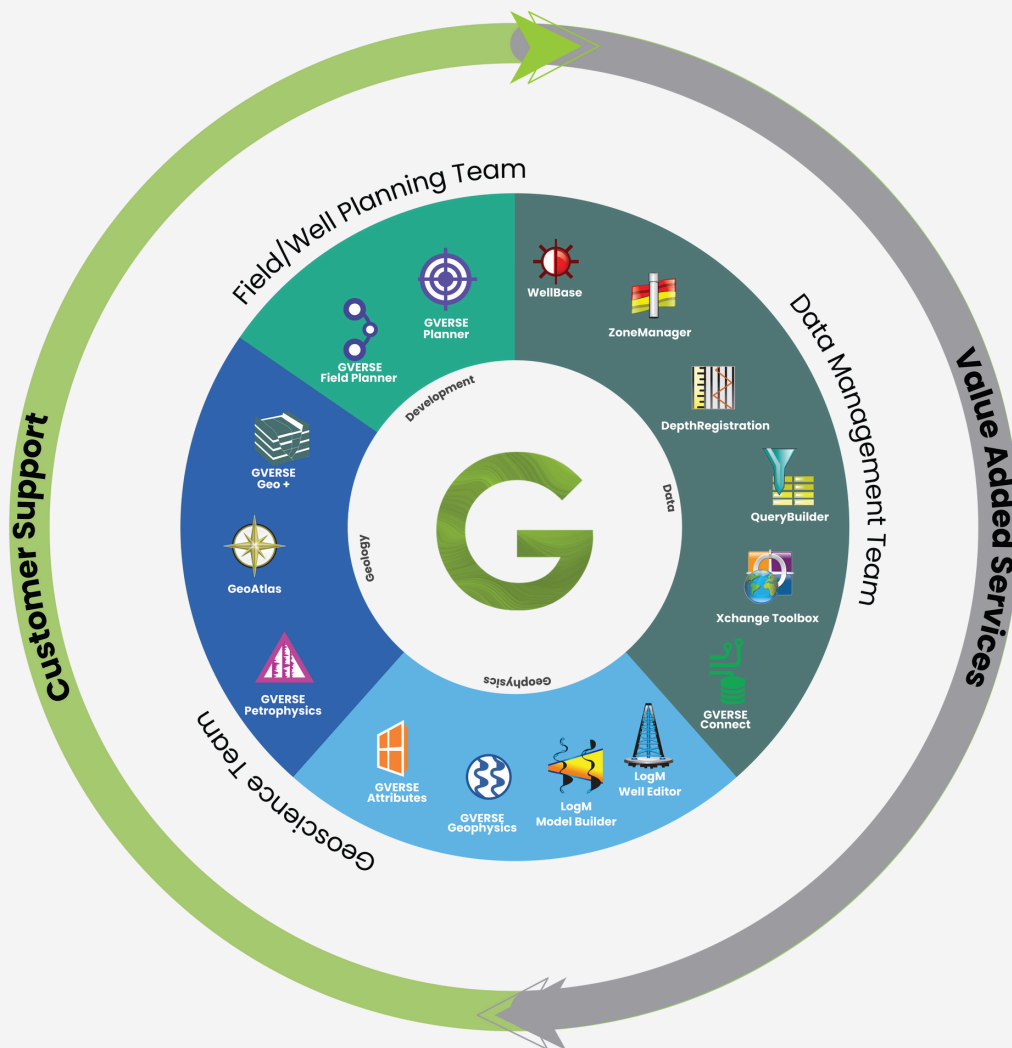 Field/Well Planning Team
Data Management Team
Geoscience Team
Customer Support
Value Added Services
WellBase
ZoneManager
DepthRegistration
QueryBuilder
Xchange Toolbox
GVERSE
Connect
LogM
Well Editor
LogM
Model Builder
GVERSE
Geophysics
GVERSE
Attributes
GVERSE
Petrophysics
GeoAtlas
GVERSE
Geo +
GVERSE
Field Planner
GVERSE
Planner
Development
Data
Geophysics
Geology
G